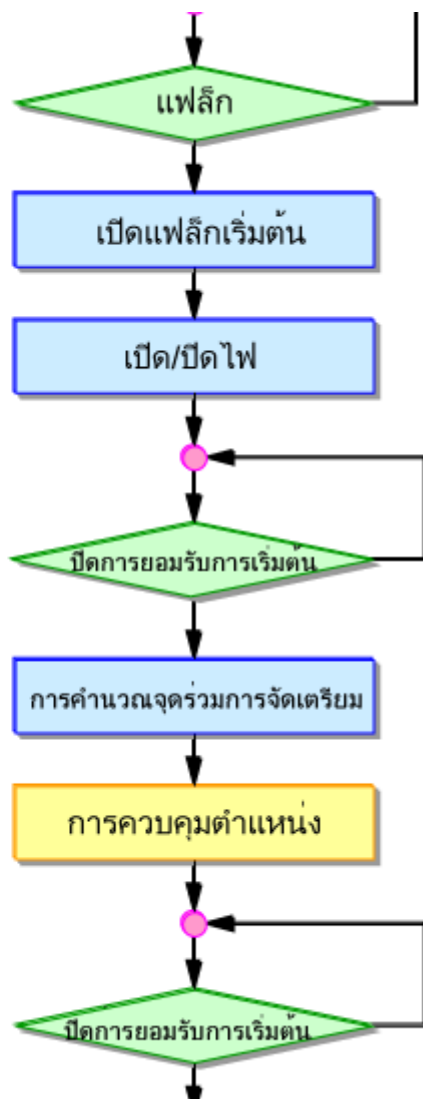 แฟล็ก
เปิดแฟล็กเริ่มต้น
เปิด/ปิดไฟ
ปิดการยอมรับการเริ่มต้น
การคำนวณจุดร่วมการจัดเตรียม
การควบคุมตำแหน่ง
ปิดการยอมรับการเริ่มต้น